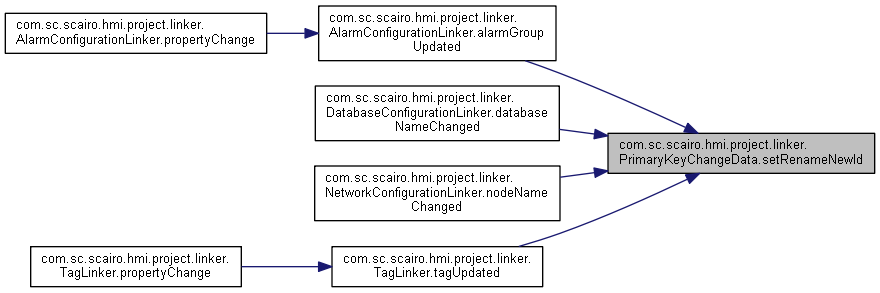 com.sc.scairo.hmi.project.linker.
AlarmConfigurationLinker.propertyChange
com.sc.scairo.hmi.project.linker.
AlarmConfigurationLinker.alarmGroup
Updated
com.sc.scairo.hmi.project.linker.
DatabaseConfigurationLinker.database
NameChanged
com.sc.scairo.hmi.project.linker.
PrimaryKeyChangeData.setRenameNewId
com.sc.scairo.hmi.project.linker.
NetworkConfigurationLinker.nodeName
Changed
com.sc.scairo.hmi.project.linker.
TagLinker.propertyChange
com.sc.scairo.hmi.project.linker.
TagLinker.tagUpdated